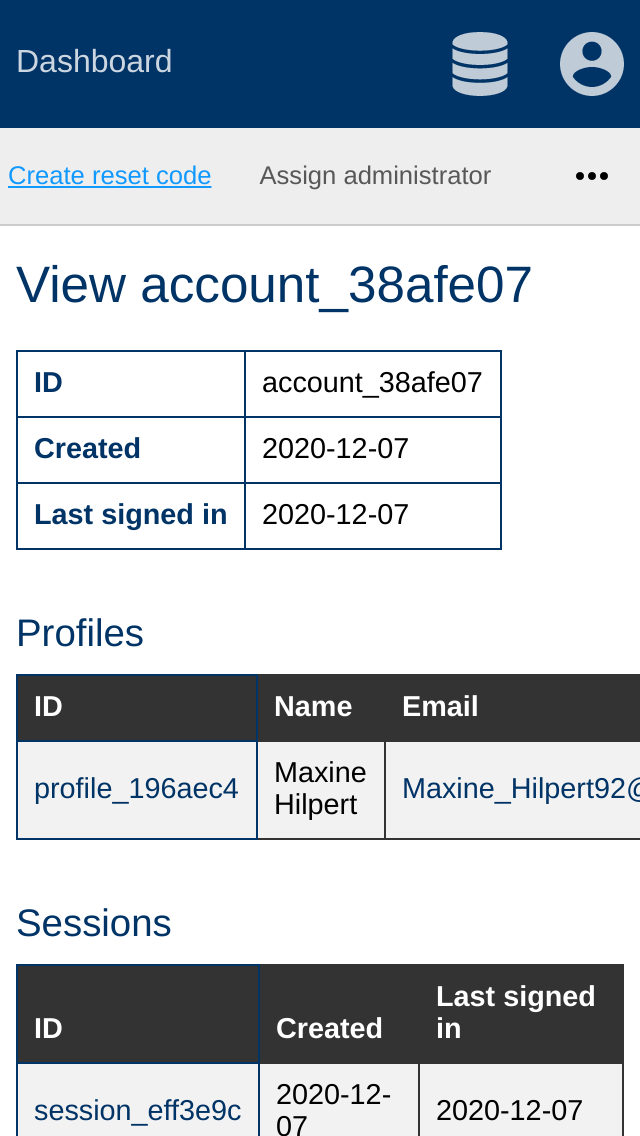 Dashboard
Create reset code Assign administrator
View account_38afe07
ID account_38afe07
Created 2020-12-07
Last signed in 2020-12-07
Profiles
ID Name Email
profile_196aec4 Maxine Hilpert Maxine_Hilpert92@
Sessions
ID Created Last signed in
session_eff3e9c 2020-12-07 2020-12-07